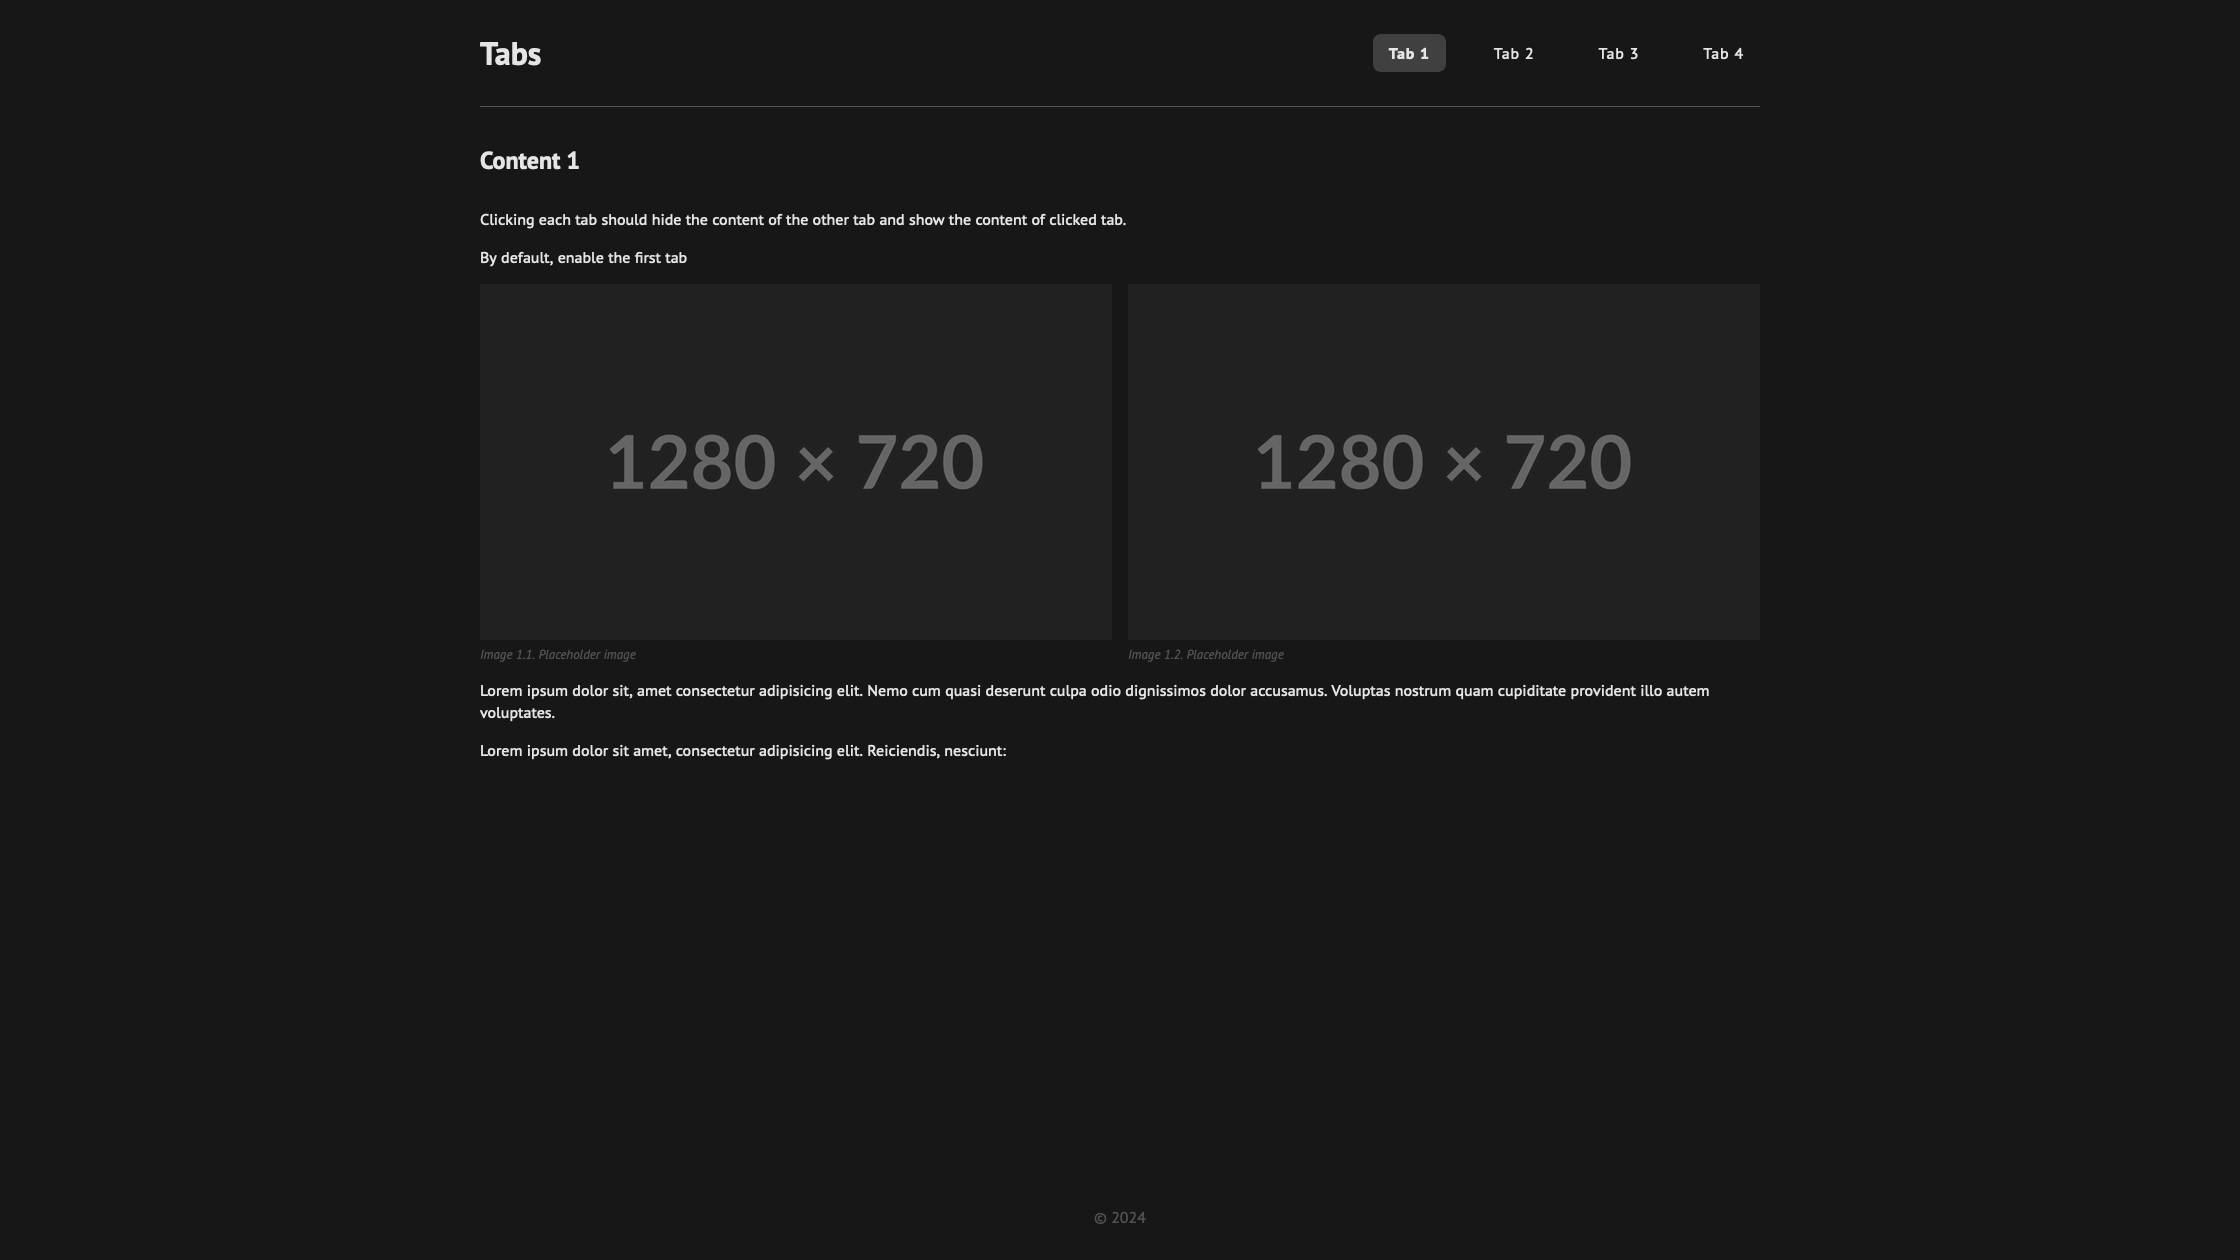 Tabs
Tab 1
Tab 2
Tab 3
Tab 4
Content 1
Clicking each tab should hide the content of the other tab and show the content of clicked tab.
By default, enable the first tab
1280 × 720
1280 × 720
Image 1.1. Placeholder image
Image 1.2. Placeholder image
Lorem ipsum dolor sit, amet consectetur adipisicing elit. Nemo cum quasi deserunt culpa odio dignissimos dolor accusamus. Voluptas nostrum quam cupiditate provident illo autem
voluptates.
Lorem ipsum dolor sit amet, consectetur adipisicing elit. Reiciendis, nesciunt:
© 2024